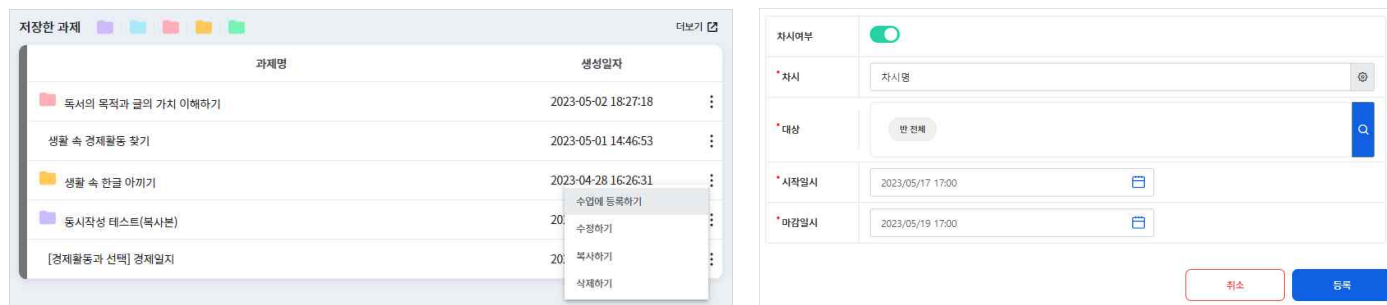 저장한 과제
더보기
과제명 생성일자
독서의 목적과 글의 가치 이해하기 2023-05-02 18:27:18
생활 속 경제활동 찾기 2023-05-01 14:46:53
생활 속 한글 아끼기 2023-04-28 16:26:31
동시작성 테스트(복사본) 20
[경제활동과 선택] 경제일지 20
수업에 등록하기
수정하기
복사하기
삭제하기
차시여부
*차시 차시명
*대상 반 전체
*시작일시 2023/05/17 17:00
*마감일시 2023/05/19 17:00
취소 등록